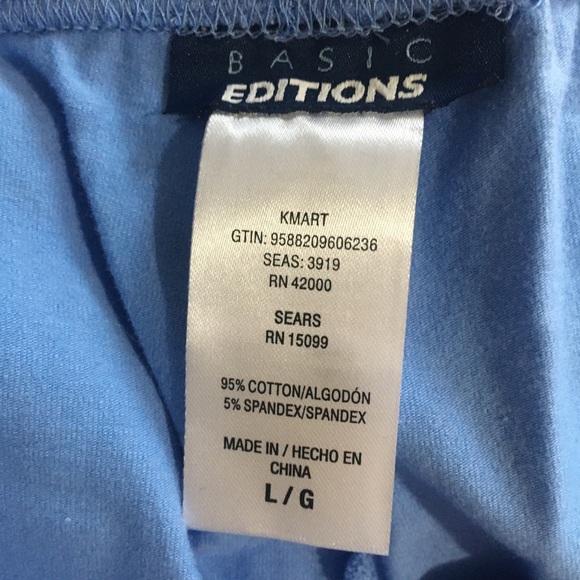 BASIC
EDITIONS
KMART
GTIN: 9588209606236
SEAS: 3919
RN 42000
SEARS
RN 15099
95% COTTON/ALGODÓN
5% SPANDEX/SPANDEX
MADE IN / HECHO EN
CHINA
L / G